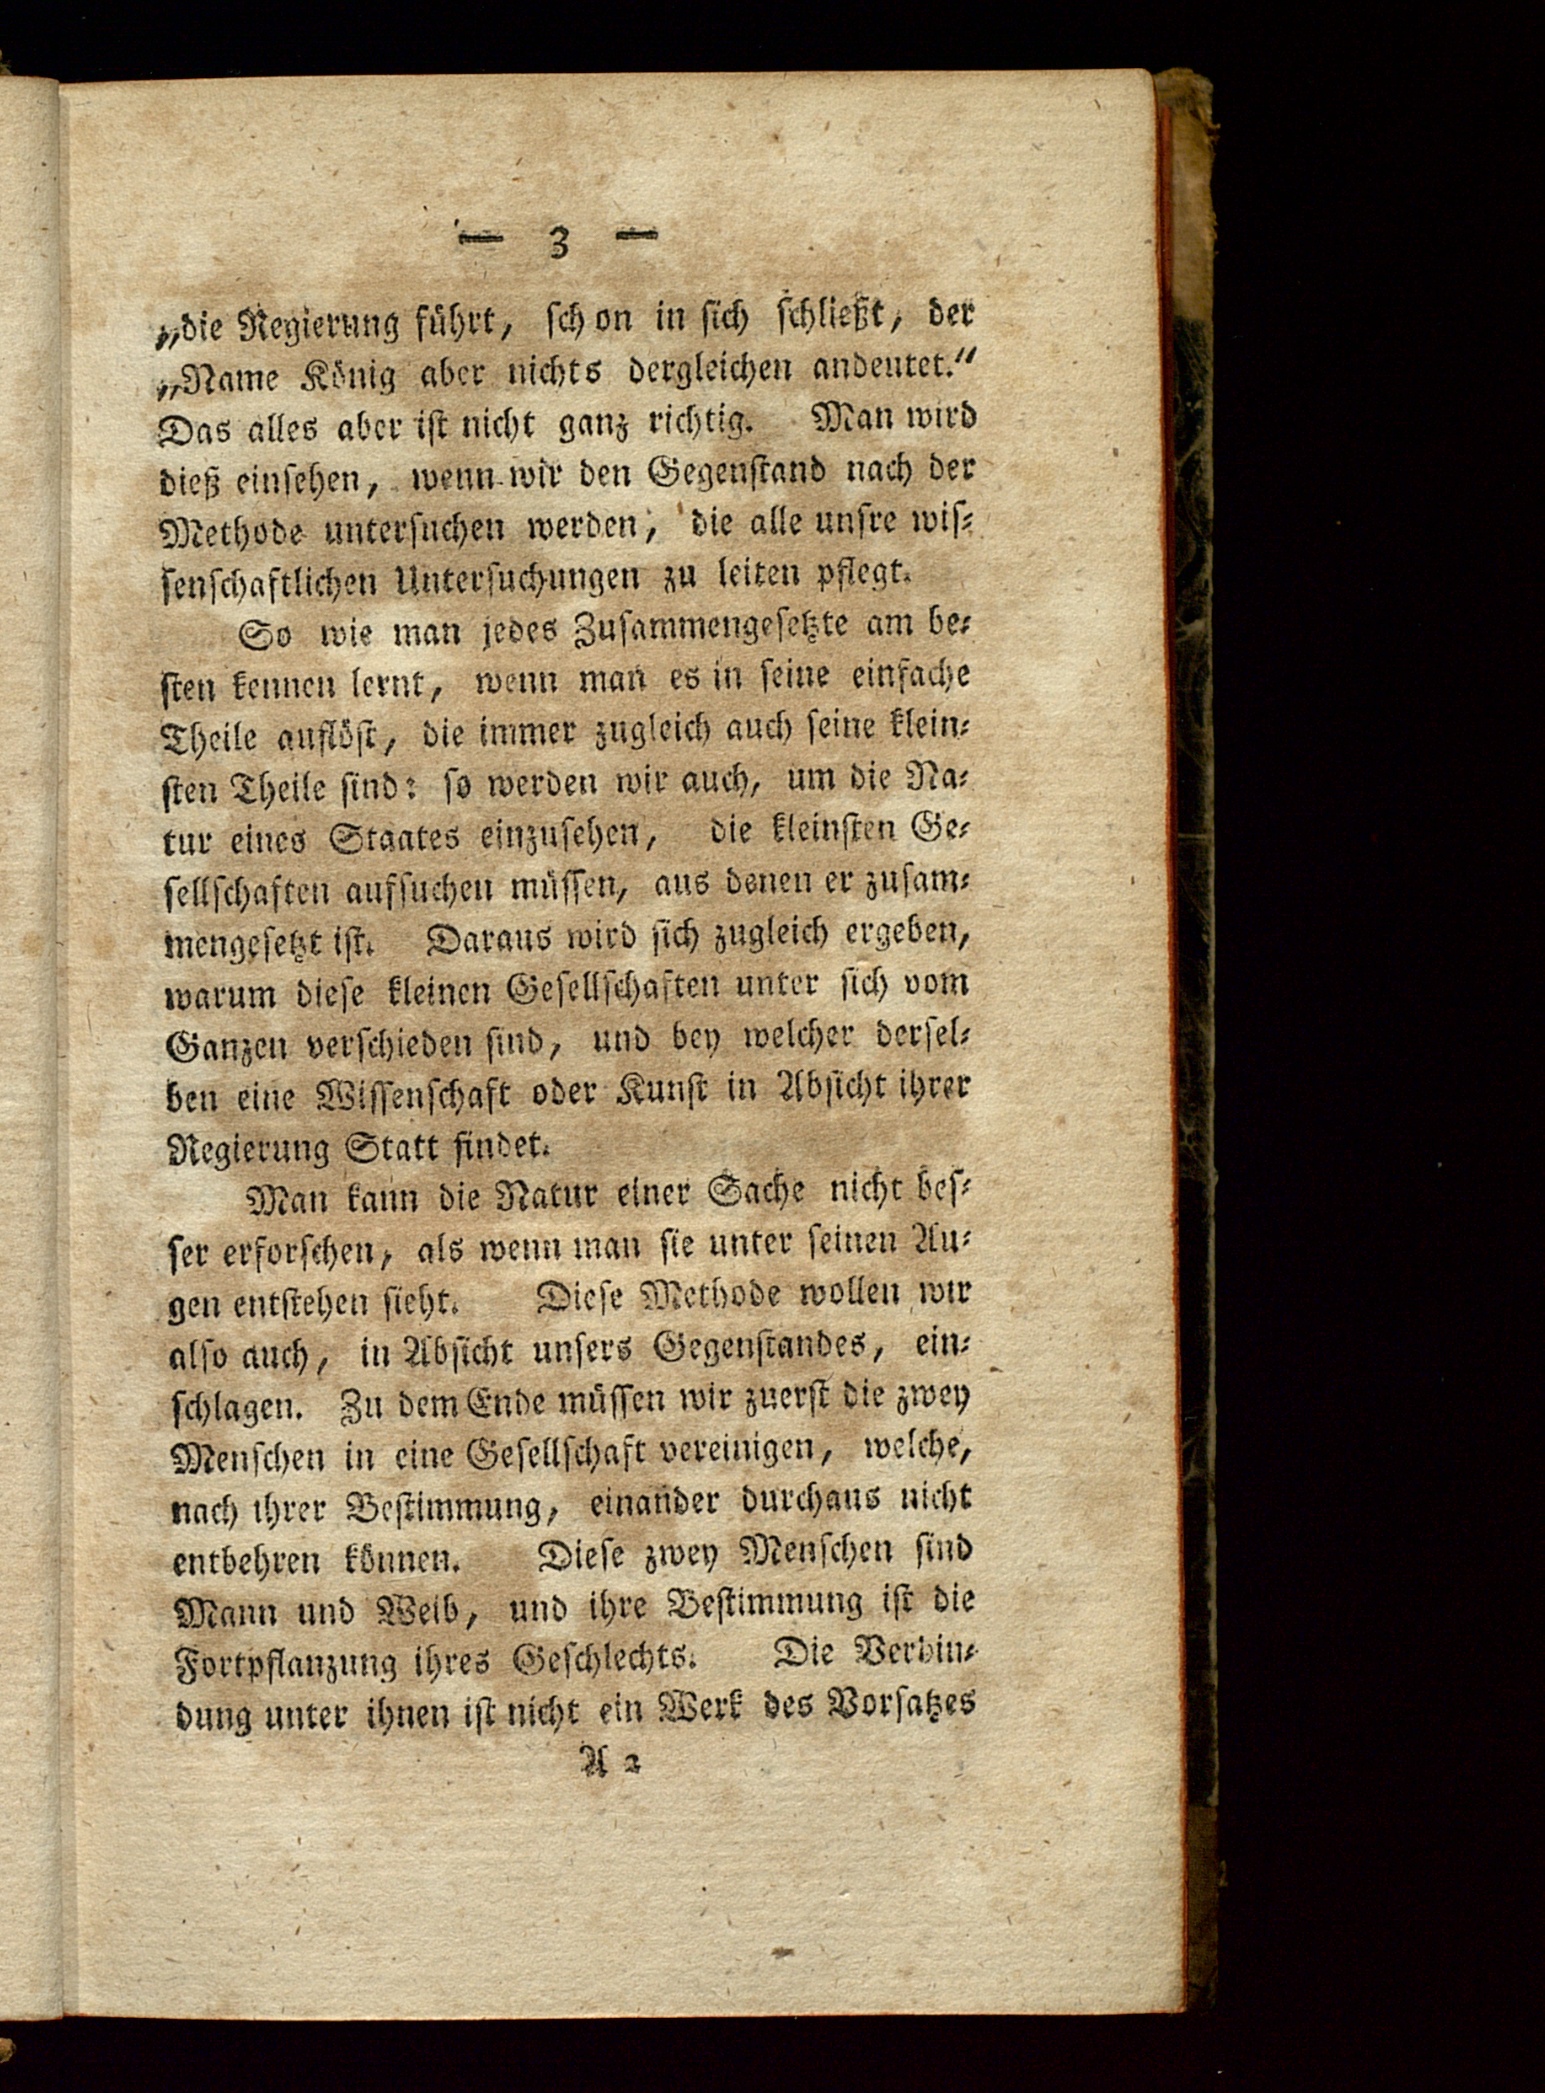 — 3 —
„die Regierung führt, schon in sich schließt, der
„Name König aber nichts dergleichen andeutet.“
Das alles aber ist nicht ganz richtig. Man wird
dieß einsehen, wenn wir den Gegenstand nach der
Methode untersuchen werden, die alle unsre wis-
senschaftlichen Untersuchungen zu leiten pflegt.
So wie man jedes Zusammengesetzte am be-
sten kennen lernt, wenn man es in seine einfache
Theile auflöst, die immer zugleich auch seine klein-
sten Theile sind: so werden wir auch, um die Na-
tur eines Staates einzusehen, die kleinsten Ge-
sellschaften aufsuchen müssen, aus denen er zusam-
mengesetzt ist. Daraus wird sich zugleich ergeben,
warum diese kleinen Gesellschaften unter sich vom
Ganzen verschieden sind, und bey welcher dersel-
ben eine Wissenschaft oder Kunst in Absicht ihrer
Regierung Statt findet.
Man kann die Natur einer Sache nicht bes-
ser erforschen, als wenn man sie unter seinen Au-
gen entstehen sieht. Diese Methode wollen wir
also auch, in Absicht unsers Gegenstandes, ein-
schlagen. Zu dem Ende müssen wir zuerst die zwey
Menschen in eine Gesellschaft vereinigen, welche,
nach ihrer Bestimmung, einander durchaus nicht
entbehren können. Diese zwey Menschen sind
Mann und Weib, und ihre Bestimmung ist die
Fortpflanzung ihres Geschlechts. Die Verbin-
dung unter ihnen ist nicht ein Werk des Vorsatzes
A 2